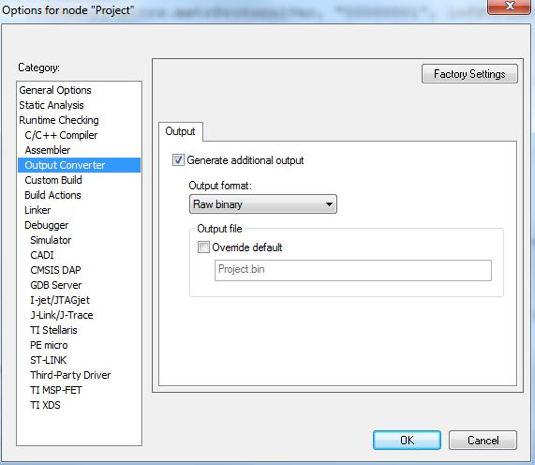 Options for node "Project"
Category:
General Options
Static Analysis
Runtime Checking
C/C++ Compiler
Assembler
Output Converter
Custom Build
Build Actions
Linker
Debugger
Simulator
CADI
CMSIS DAP
GDB Server
I-jet/JTAGjet
J-Link/J-Trace
TI Stellaris
PE micro
ST-LINK
Third-Party Driver
TI MSP-FET
TI XDS
Factory Settings
Output
Generate additional output
Output format:
Raw binary
Output file
Override default
Project.bin
OK
Cancel